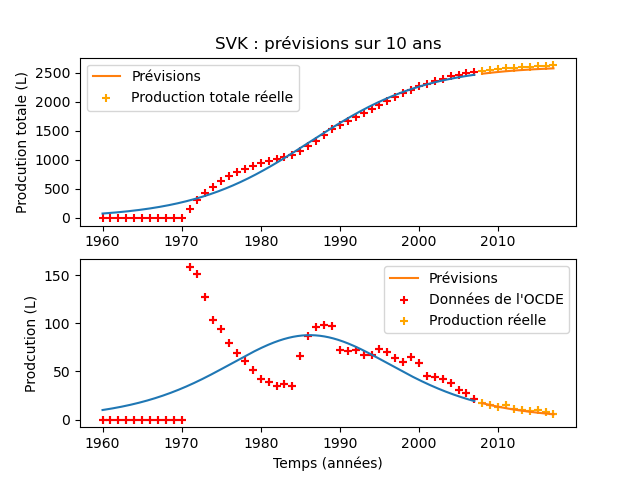 SVK : prévisions sur 10 ans
Prodcution totale (L)
2500
2000
1500
1000
500
0
Prévisions
Production totale réelle
1960 1970 1980 1990 2000 2010
Prodcution (L)
150
100
50
0
Prévisions
Données de l'OCDE
Production réelle
1960 1970 1980 1990 2000 2010
Temps (années)